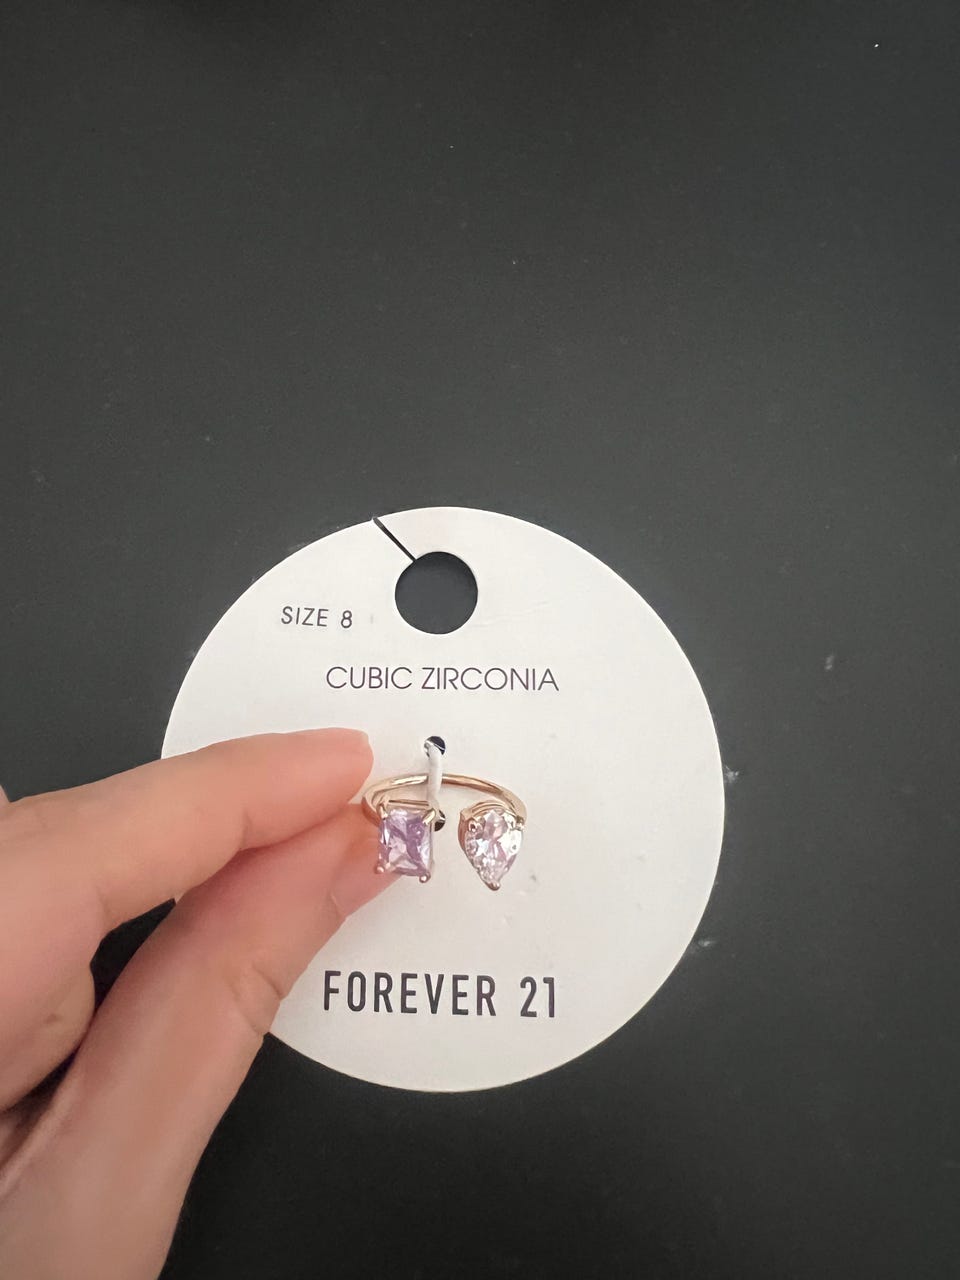 SIZE 8
CUBIC ZIRCONIA
FOREVER 21